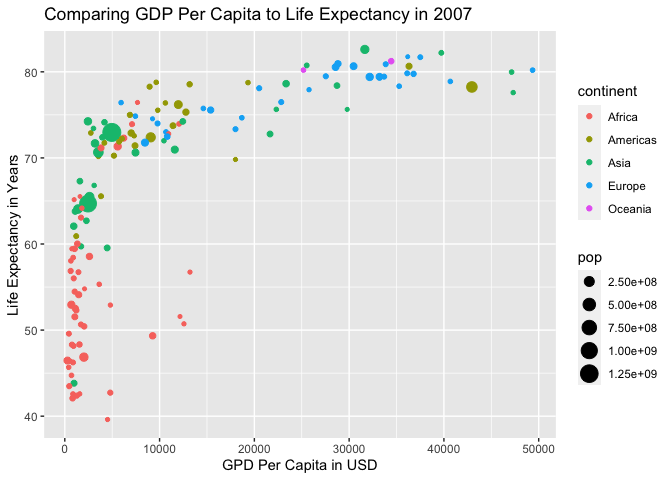 Comparing GDP Per Capita to Life Expectancy in 2007
Life Expectancy in Years
80
70
60
50
40
0
10000
20000
30000
40000
50000
GPD Per Capita in USD
continent
Africa
Americas
Asia
Europe
Oceania
pop
2.50e+08
5.00e+08
7.50e+08
1.00e+09
1.25e+09